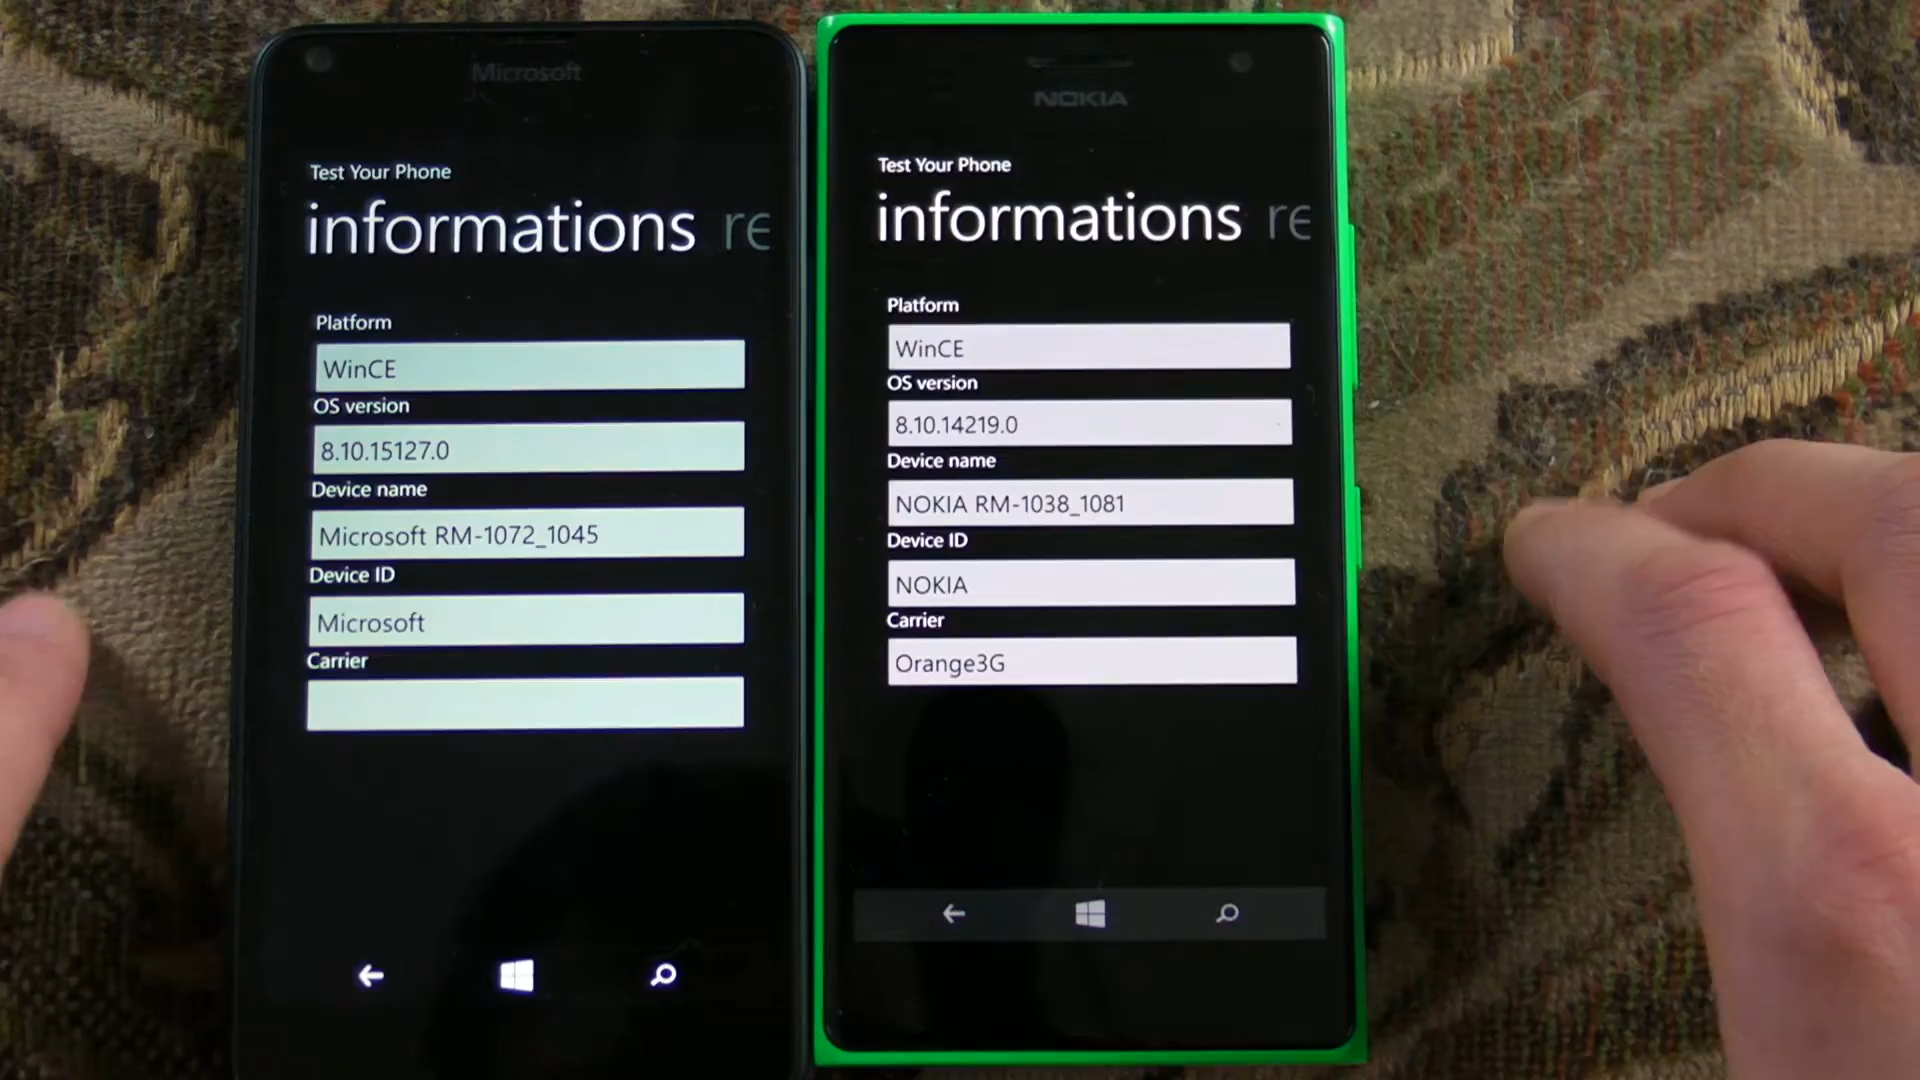 Microsoft
Test Your Phone
informations re
Platform
WinCE
OS version
8.10.15127.0
Device name
Microsoft RM-1072_1045
Device ID
Microsoft
Carrier
NOKIA
Test Your Phone
informations re
Platform
WinCE
OS version
8.10.14219.0
Device name
NOKIA RM-1038_1081
Device ID
NOKIA
Carrier
Orange3G